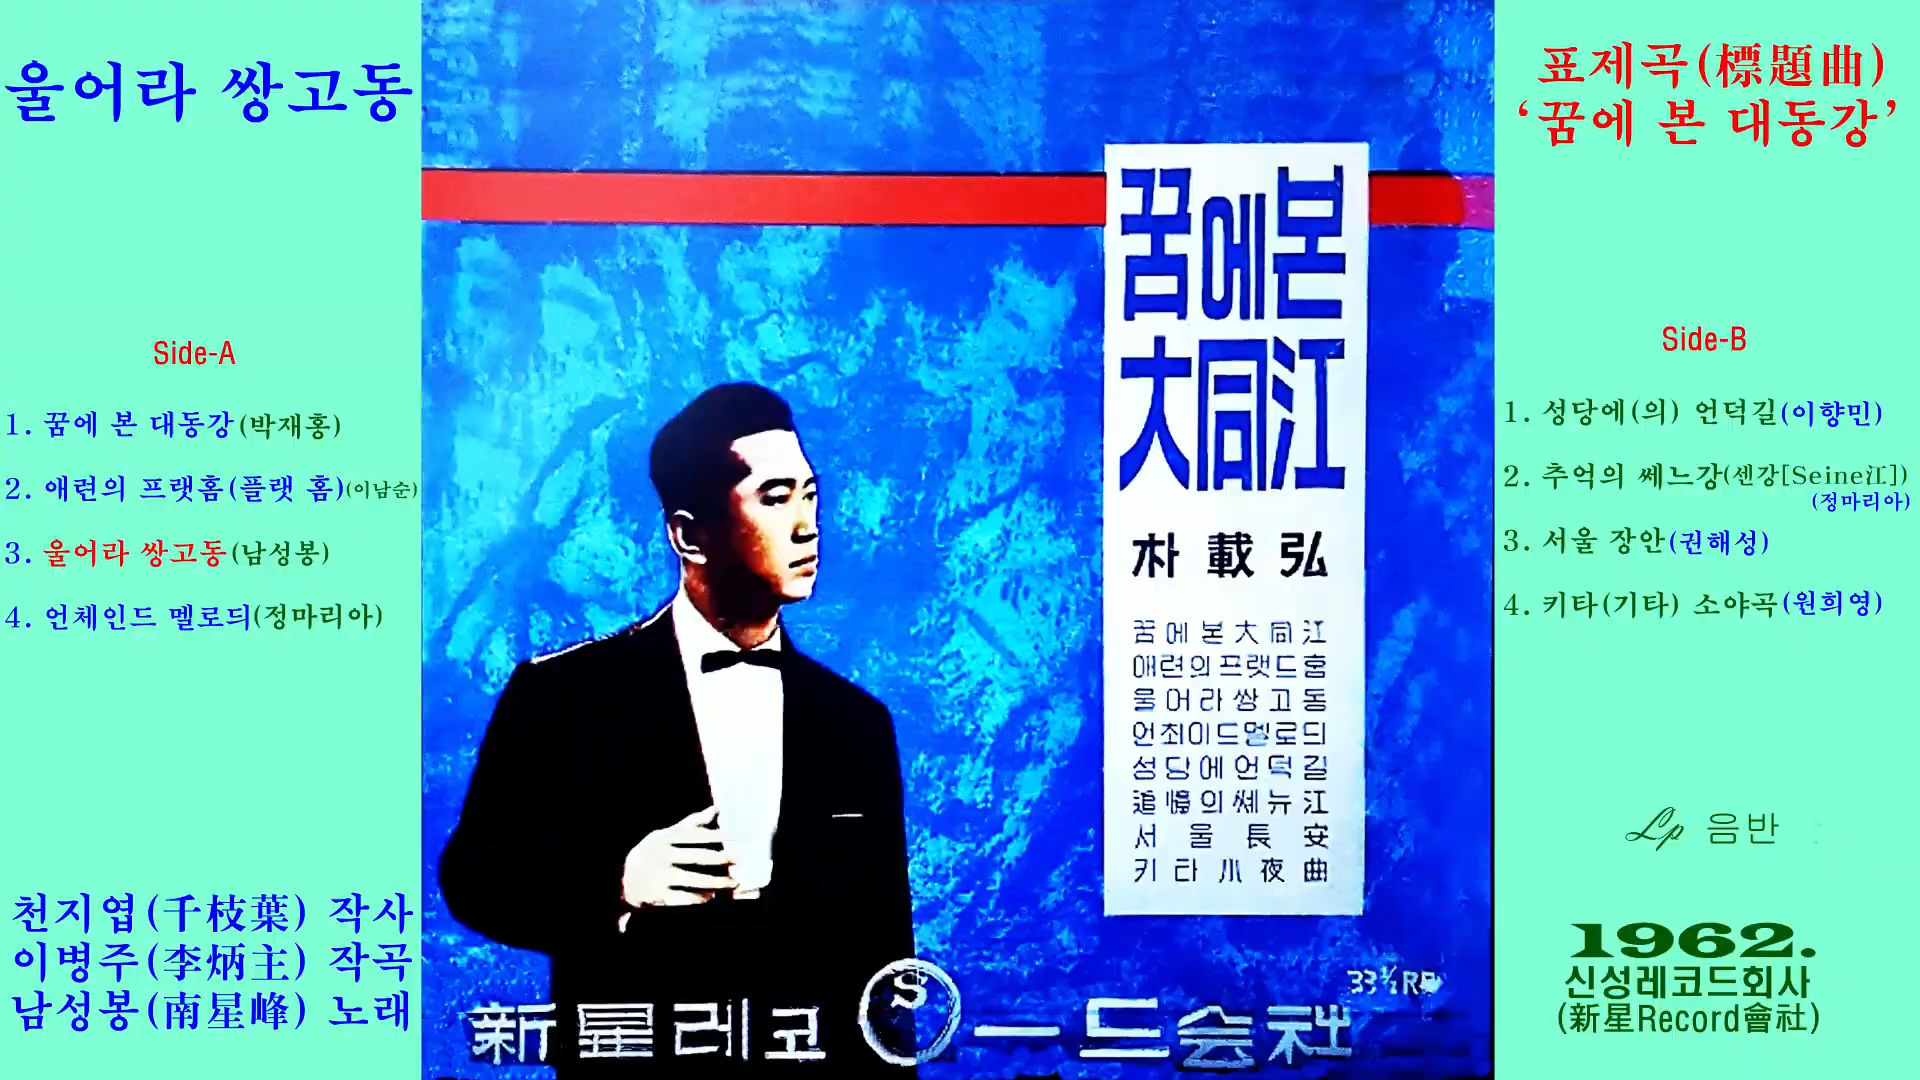 울어라 쌍고동
Side-A
1. 꿈에 본 대동강(박재홍)
2. 애련의 프랫홈(플랫 홈)(이남순)
3. 울어라 쌍고동(남성봉)
4. 언체인드 멜로듸(정마리아)
천지엽(千枝葉) 작사
이병주(李炳主) 작곡
남성봉(南星峰) 노래
꿈에본
大同江
朴載弘
꿈에본大同江
애련의프랫드홈
울어라쌍고동
언최이드멜로듸
성당에언덕길
追憶의쎄뉴江
서울長安
키타小夜曲
33⅓RP
新星레코S一드会社
표제곡(標題曲)
‘꿈에 본 대동강’
Side-B
1. 성당에(의) 언덕길(이향민)
2. 추억의 쎄느강(센강[Seine江])
(정마리아)
3. 서울 장안(권해성)
4. 키타(기타) 소야곡(원희영)
Lp 음반
1962.
신성레코드회사
(新星Record會社)